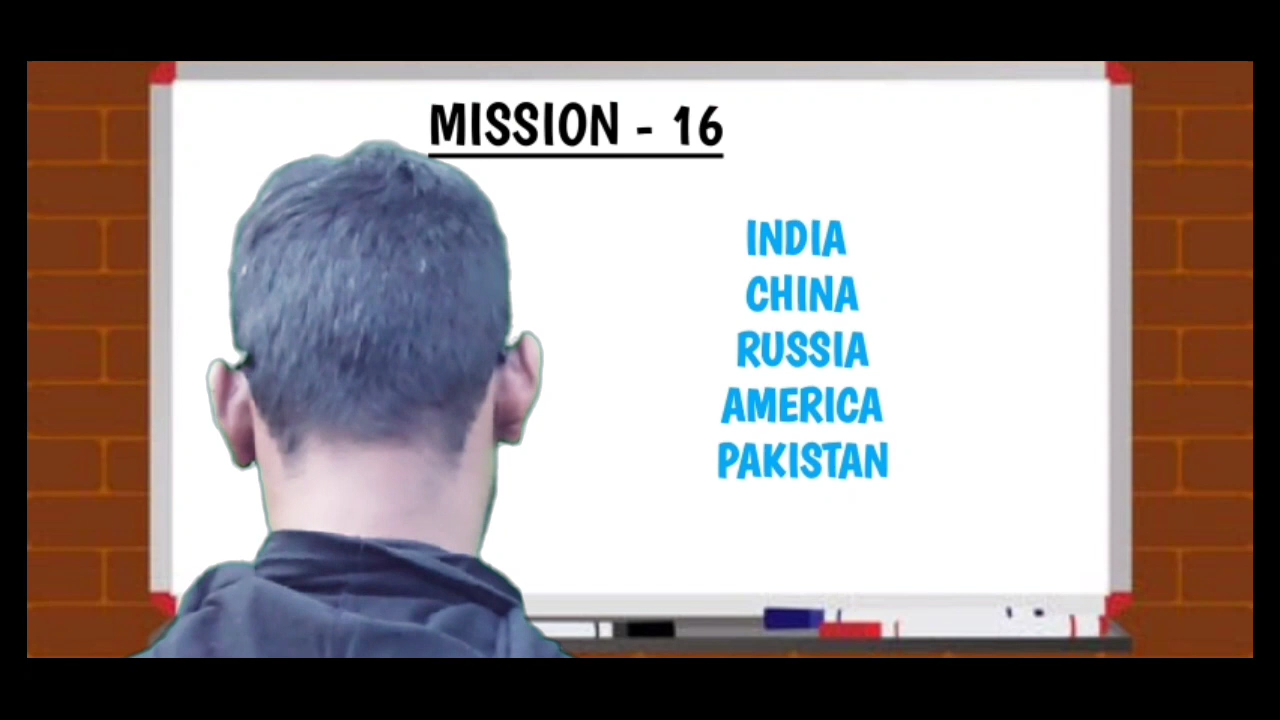 MISSION - 16
INDIA
CHINA
RUSSIA
AMERICA
PAKISTAN